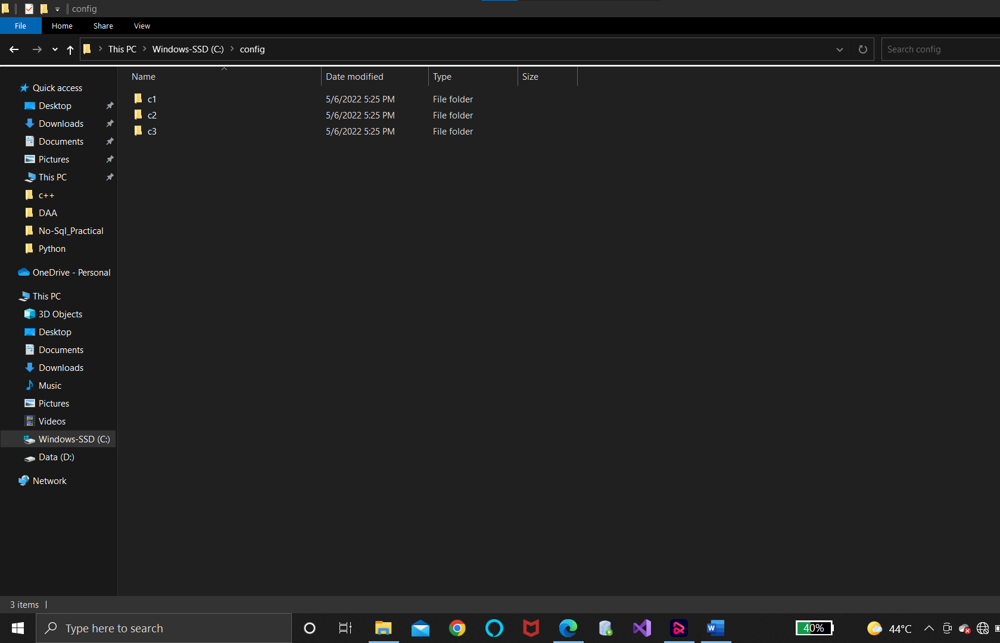 config
File Home Share View
This PC Windows-SSD (C:) config Search config
Name Date modified Type Size
c1 5/6/2022 5:25 PM File folder
c2 5/6/2022 5:25 PM File folder
c3 5/6/2022 5:25 PM File folder
Quick access
Desktop
Downloads
Documents
Pictures
This PC
c++
DAA
No-Sql_Practical
Python
OneDrive - Personal
This PC
3D Objects
Desktop
Documents
Downloads
Music
Pictures
Videos
Windows-SSD (C:)
Data (D:)
Network
3 items
Type here to search W 40% 44°C